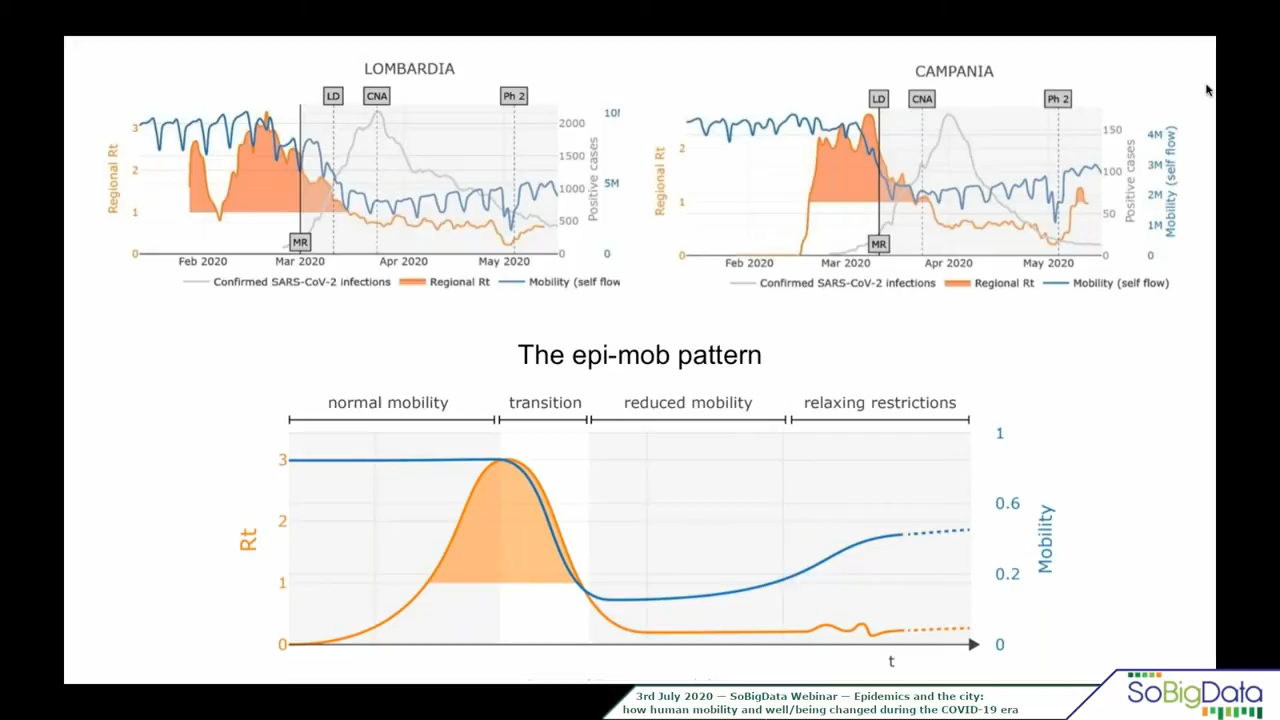 LOMBARDIA
LD
CNA
Ph 2
MR
3
2
1
0
Regional Rt
2000
1500
1000
500
0
Positive cases
5M
0
Feb 2020
Mar 2020
Apr 2020
May 2020
Confirmed SARS-CoV-2 infections
Regional Rt
Mobility (self flow
CAMPANIA
LD
CNA
Ph 2
MR
2
1
0
Regional Rt
150
100
50
0
Positive cases
4M
3M
2M
1M
0
Mobility (self flow)
Feb 2020
Mar 2020
Apr 2020
May 2020
Confirmed SARS-CoV-2 infections
Regional Rt
Mobility (self flow)
The epi-mob pattern
normal mobility
transition
reduced mobility
relaxing restrictions
3
2
1
0
Rt
1
0.6
0.2
0
Mobility
t
3rd July 2020 — SoBigData Webinar — Epidemics and the city:
how human mobility and well/being changed during the COVID-19 era
SoBigData